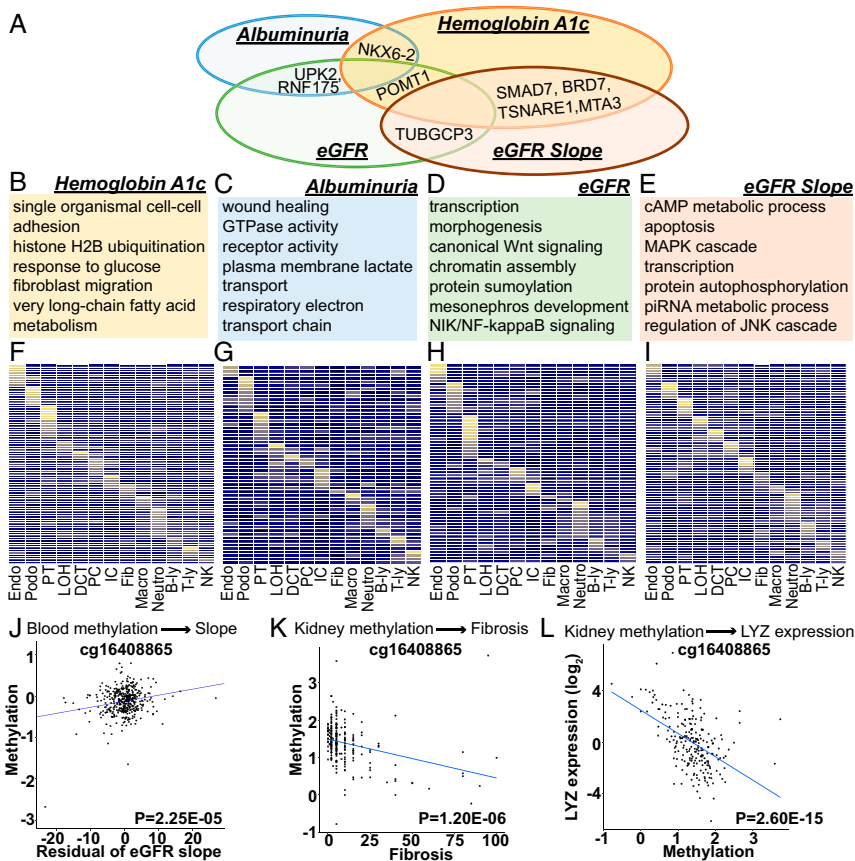 A
Albuminuria
Hemoglobin A1c
NKX6-2
UPK2,
RNF175
POMT1
SMAD7, BRD7,
TSNARE1,MTA3
TUBGCP3
eGFR
eGFR Slope
B
Hemoglobin A1c
single organismal cell-cell
adhesion
histone H2B ubiquitination
response to glucose
fibroblast migration
very long-chain fatty acid
metabolism
C
Albuminuria
wound healing
GTPase activity
receptor activity
plasma membrane lactate
transport
respiratory electron
transport chain
D
eGFR
transcription
morphogenesis
canonical Wnt signaling
chromatin assembly
protein sumoylation
mesonephros development
NIK/NF-kappaB signaling
E
eGFR Slope
cAMP metabolic process
apoptosis
MAPK cascade
transcription
protein autophosphorylation
piRNA metabolic process
regulation of JNK cascade
F
Endo Podo PT LOH DCT PC IC Fib Macro Neutro B-ly T-ly NK
G
Endo Podo PT LOH DCT PC IC Fib Macro Neutro B-ly T-ly NK
H
Endo Podo PT LOH DCT PC IC Fib Macro Neutro B-ly T-ly NK
I
Endo Podo PT LOH DCT PC IC Fib Macro Neutro B-ly T-ly NK
J Blood methylation → Slope
cg16408865
Methylation
1
0
-1
-2
-3
P=2.25E-05
-20 -10 0 10 20
Residual of eGFR slope
K Kidney methylation → Fibrosis
cg16408865
Methylation
4
3
2
1
0
-1
P=1.20E-06
0 25 50 75 100
Fibrosis
L Kidney methylation → LYZ expression
cg16408865
LYZ expression (log2)
4
0
-4
P=2.60E-15
-1 0 1 2 3
Methylation